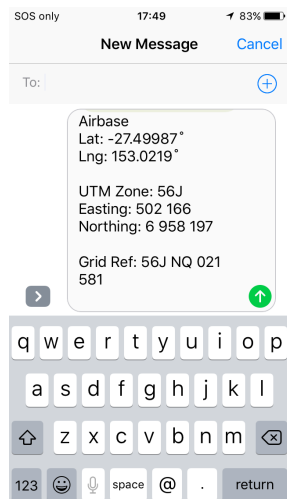 SOS only 17:49 83%
New Message Cancel
To:
Airbase
Lat: -27.49987°
Lng: 153.0219°
UTM Zone: 56J
Easting: 502 166
Northing: 6 958 197
Grid Ref: 56J NQ 021
581
q w e r t y u i o p
a s d f g h j k l
z x c v b n m
123 space @ . return